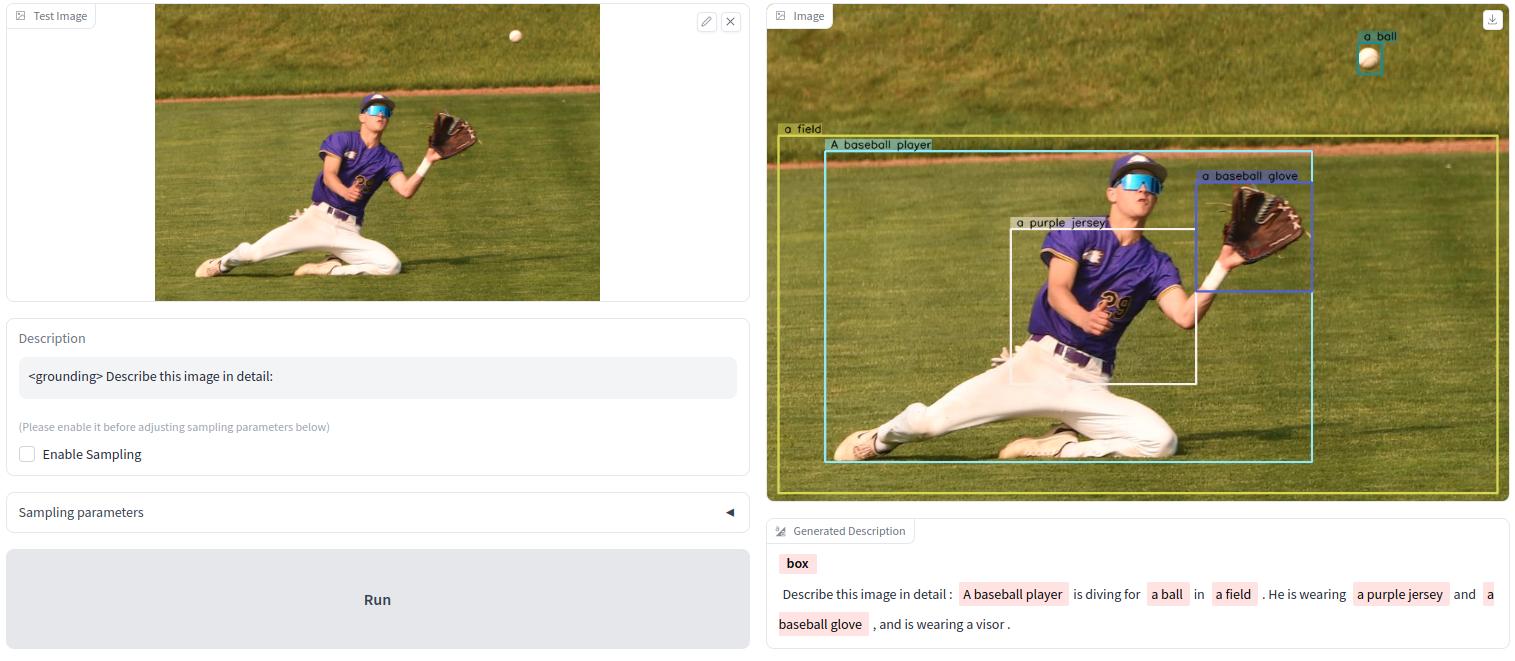 Test Image
Description
<grounding> Describe this image in detail:
(Please enable it before adjusting sampling parameters below)
Enable Sampling
Sampling parameters
Run
Image
a ball
a field
A baseball player
a baseball glove
a purple jersey
29
Generated Description
box
Describe this image in detail : A baseball player is diving for a ball in a field . He is wearing a purple jersey and a
baseball glove , and is wearing a visor .